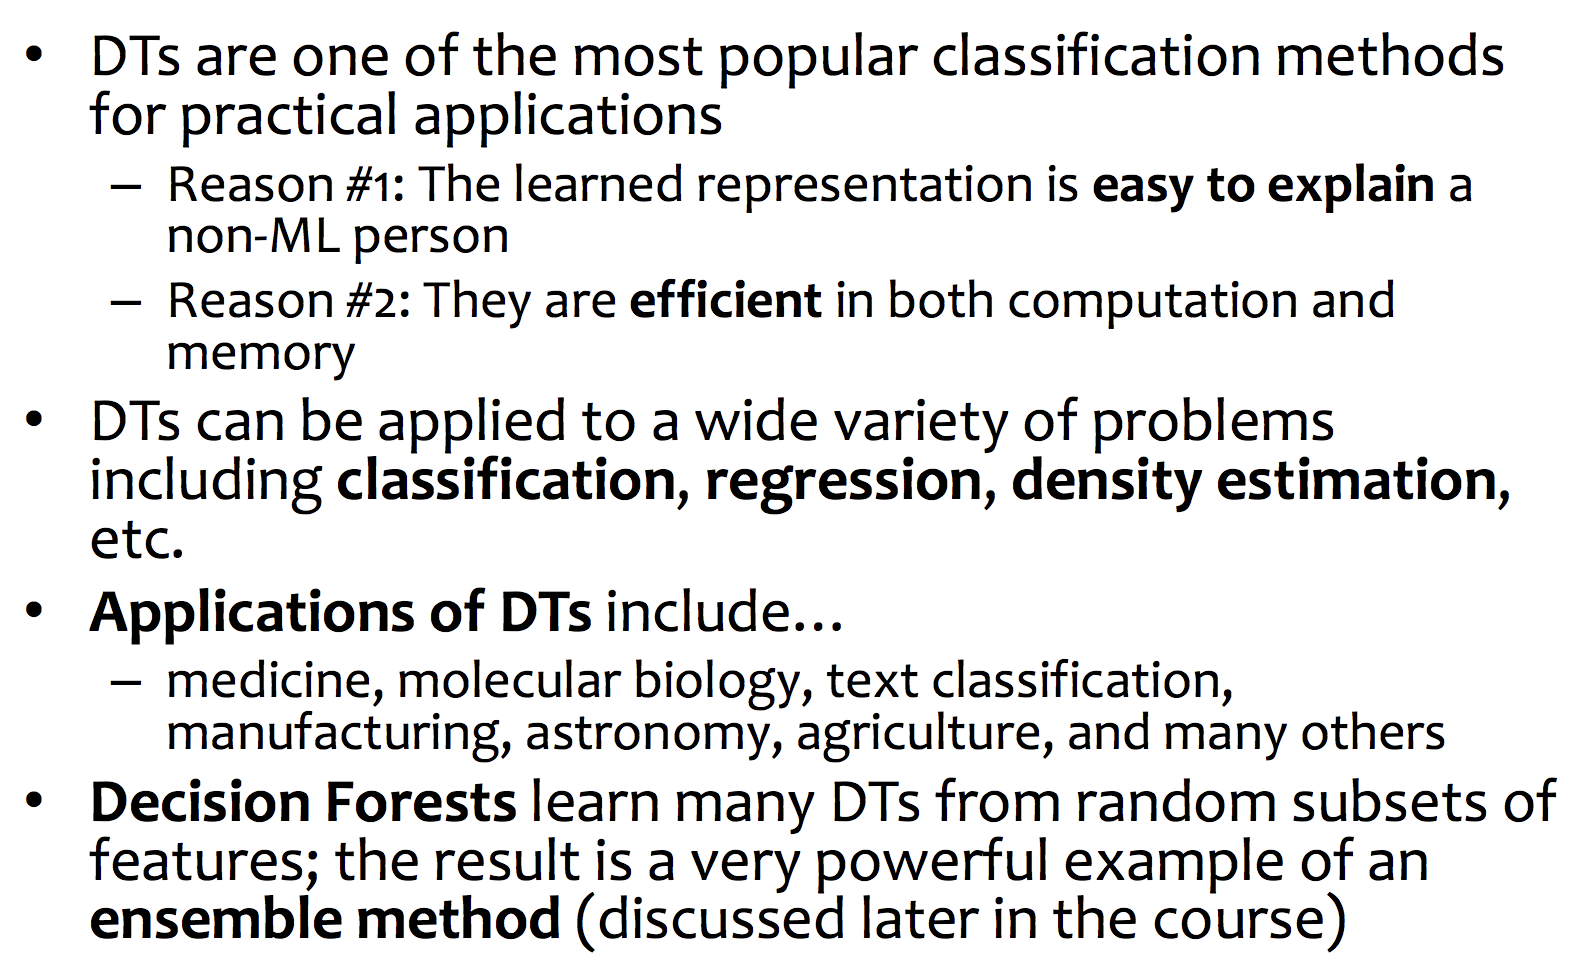 • DTs are one of the most popular classification methods
for practical applications
– Reason #1: The learned representation is easy to explain a
non-ML person
– Reason #2: They are efficient in both computation and
memory
• DTs can be applied to a wide variety of problems
including classification, regression, density estimation,
etc.
• Applications of DTs include…
– medicine, molecular biology, text classification,
manufacturing, astronomy, agriculture, and many others
• Decision Forests learn many DTs from random subsets of
features; the result is a very powerful example of an
ensemble method (discussed later in the course)